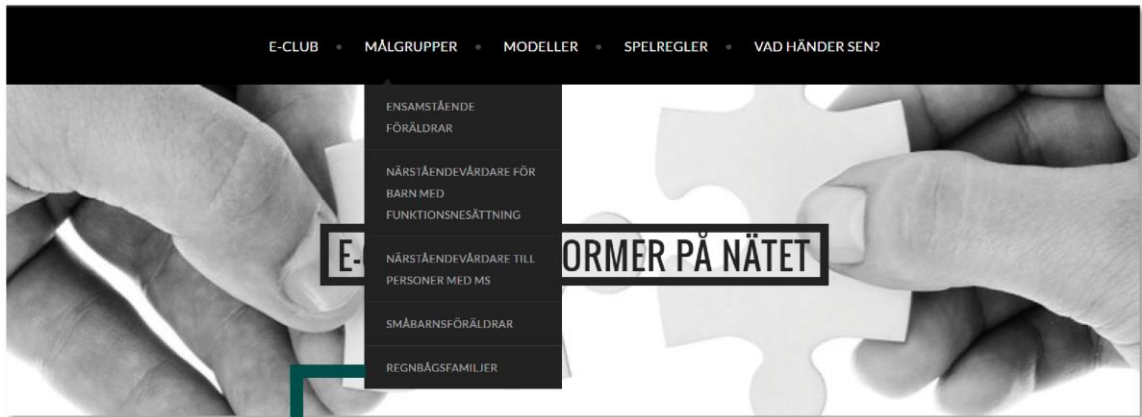 E-CLUB • MÅLGRUPPER • MODELLER • SPELREGLER • VAD HÄNDER SEN?
ENSAMSTÅENDE
FÖRÄLDRAR
NÄRSTÅENDEVÅRDARE FÖR
BARN MED
FUNKTIONSNESÄTTNING
E- ORMER PÅ NÄTET
NÄRSTÅENDEVÅRDARE TILL
PERSONER MED MS
SMÅBARNSFÖRÄLDRAR
REGNBÅGSFAMILJER